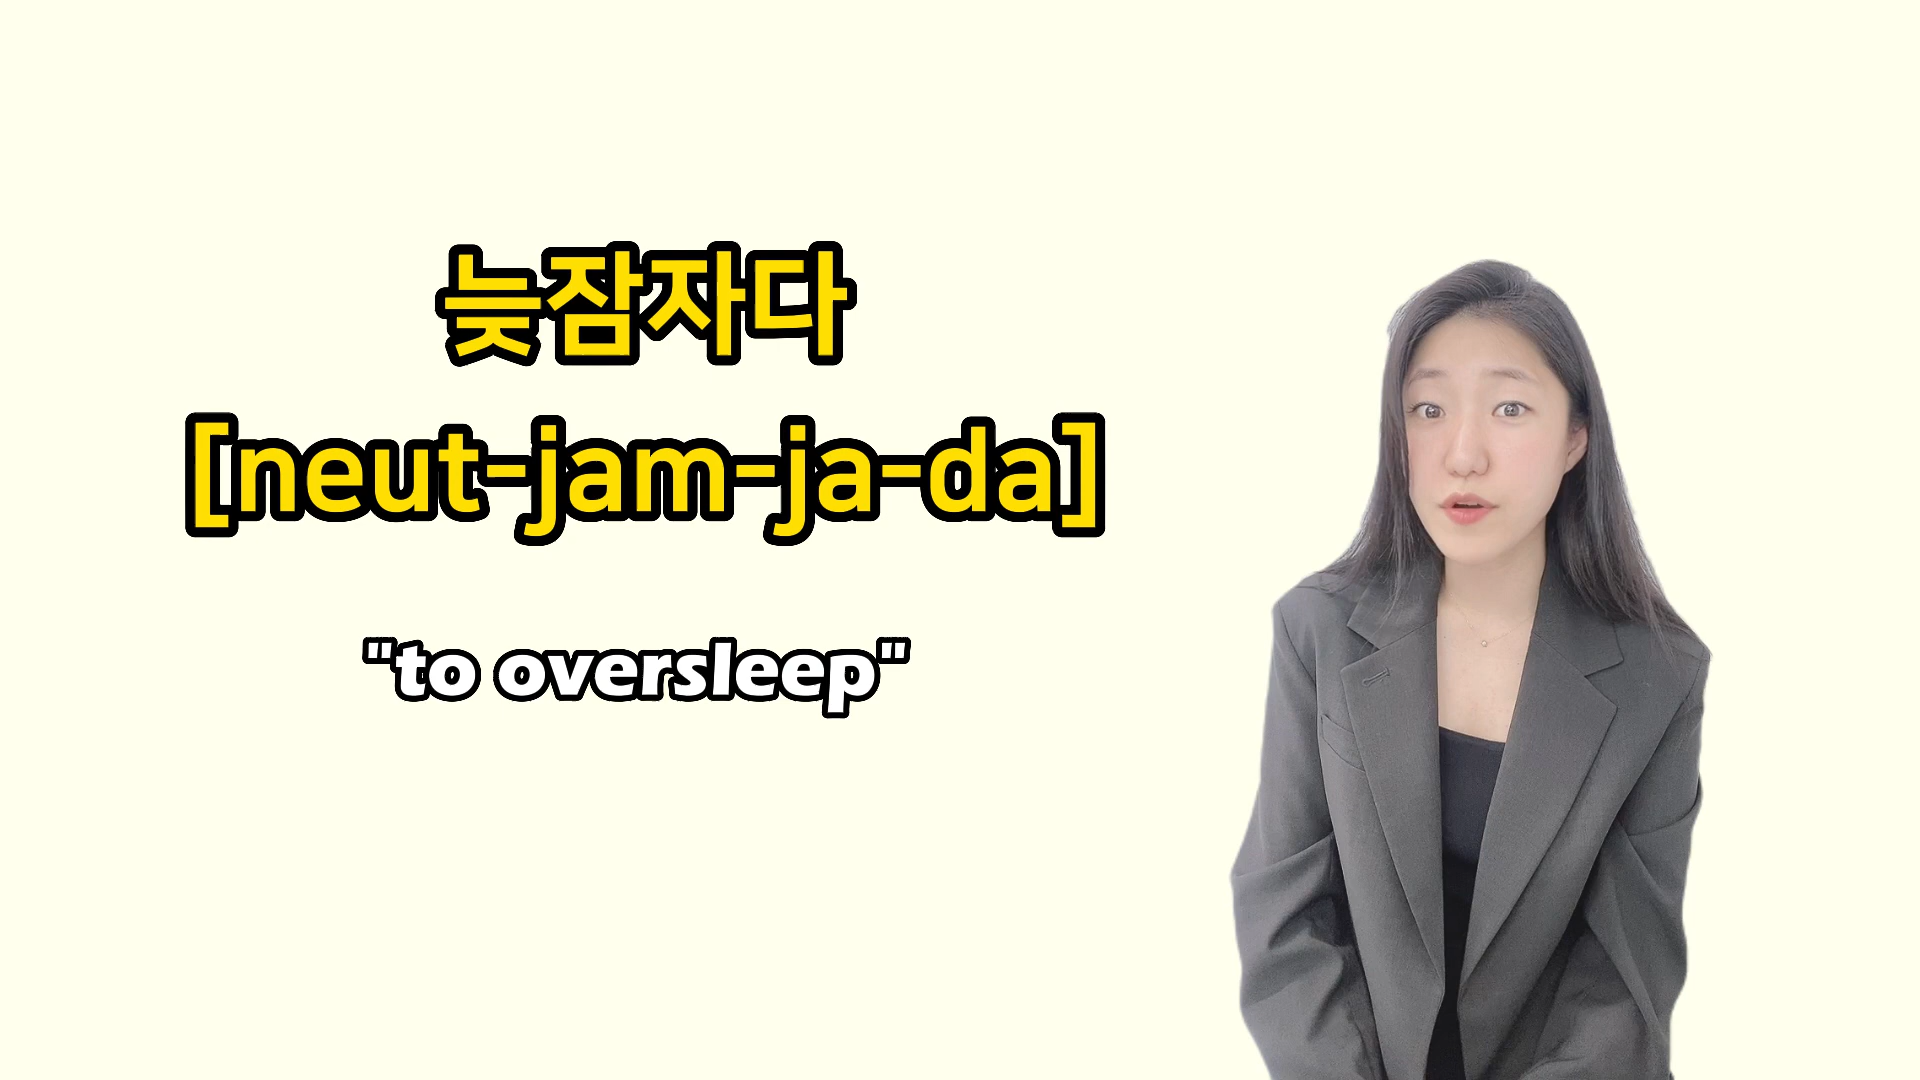 늦잠자다
[neut-jam-ja-da]
"to oversleep"